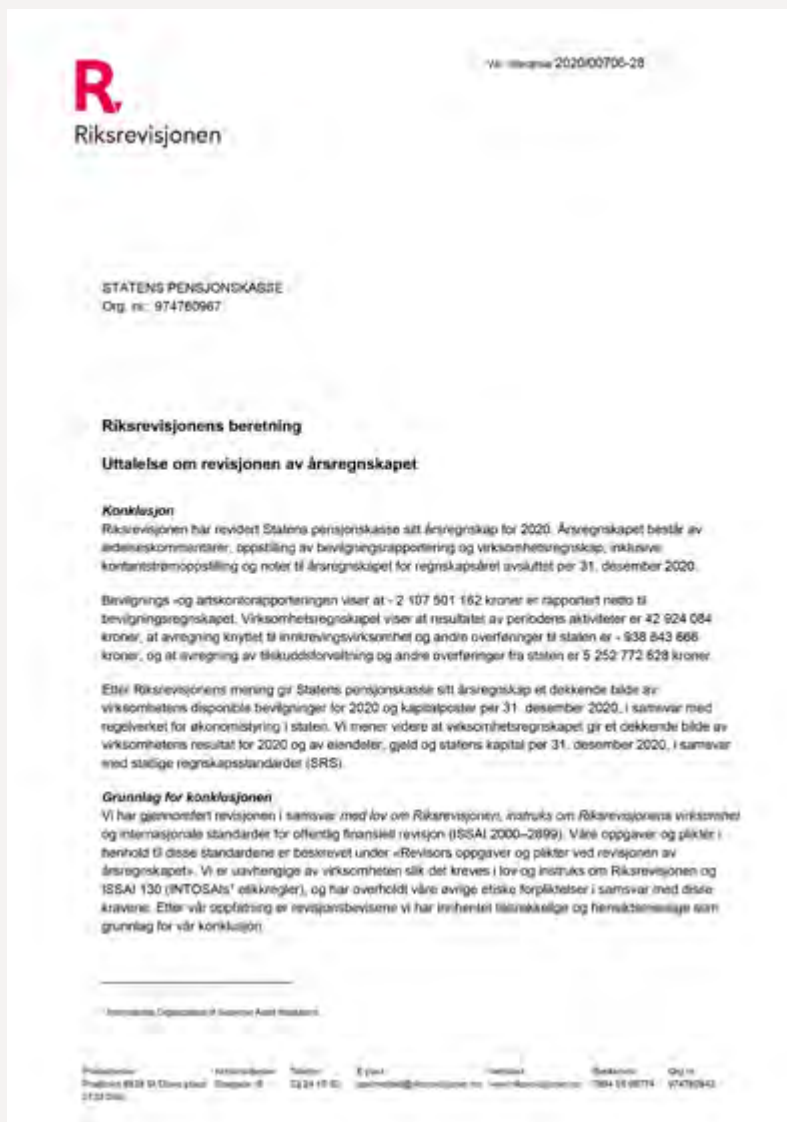 2020/00706-28
R
Riksrevisjonen
STATENS PENSJONSKASSE
Org. nr.: 974760967
Riksrevisjonens beretning
Uttalelse om revisjonen av årsregnskapet
Konklusjon
Riksrevisjonen har revidert Statens pensjonskasse sitt årsregnskap for 2020. Årsregnskapet består av
ledelseskommentarer, oppstilling av bevilgningsrapportering og virksomhetsregnskap, inklusive
kontantstrømoppstilling og noter til årsregnskapet for regnskapsåret avsluttet per 31. desember 2020.
Bevilgnings -og artskontorapporteringen viser at - 2 107 501 162 kroner er rapportert netto til
bevilgningsregnskapet. Virksomhetsregnskapet viser at resultatet av periodens aktiviteter er 42 924 084
kroner, at avregning knyttet til innkrevingsvirksomhet og andre overføringer til staten er - 938 843 666
kroner, og at avregning av tilskuddsforvaltning og andre overføringer fra staten er 5 252 772 628 kroner.
Etter Riksrevisjonens mening gir Statens pensjonskasse sitt årsregnskap et dekkende bilde av
virksomhetens disponible bevilgninger for 2020 og kapitalposter per 31. desember 2020, i samsvar med
regelverket for økonomistyring i staten. Vi mener videre at virksomhetsregnskapet gir et dekkende bilde av
virksomhetens resultat for 2020 og av eiendeler, gjeld og statens kapital per 31. desember 2020, i samsvar
med statlige regnskapsstandarder (SRS).
Grunnlag for konklusjonen
Vi har gjennomført revisjonen i samsvar med lov om Riksrevisjonen, instruks om Riksrevisjonens virksomhet
og internasjonale standarder for offentlig finansiell revisjon (ISSAI 2000–2899). Våre oppgaver og plikter i
henhold til disse standardene er beskrevet under «Revisors oppgaver og plikter ved revisjonen av
årsregnskapet». Vi er uavhengige av virksomheten slik det kreves i lov og instruks om Riksrevisjonen og
ISSAI 130 (INTOSAIs¹ etikkregler), og har overholdt våre øvrige etiske forpliktelser i samsvar med disse
kravene. Etter vår oppfatning er revisjonsbevisene vi har innhentet tilstrekkelige og hensiktsmessige som
grunnlag for vår konklusjon.